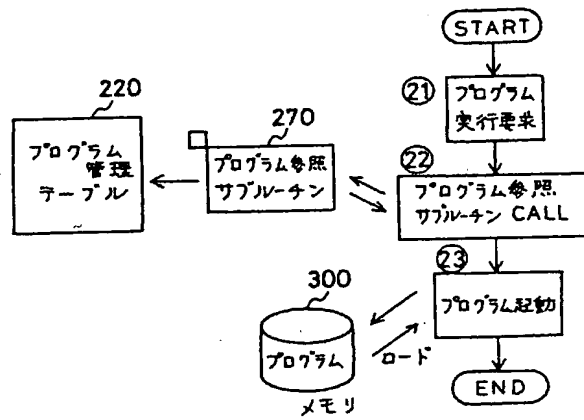 START
220
プログラム
管理
テーブル
270
プログラム参照
サブルーチン
21
プログラム
実行要求
22
プログラム参照
サブルーチン CALL
23
プログラム起動
300
プログラム
ロード
メモリ
END